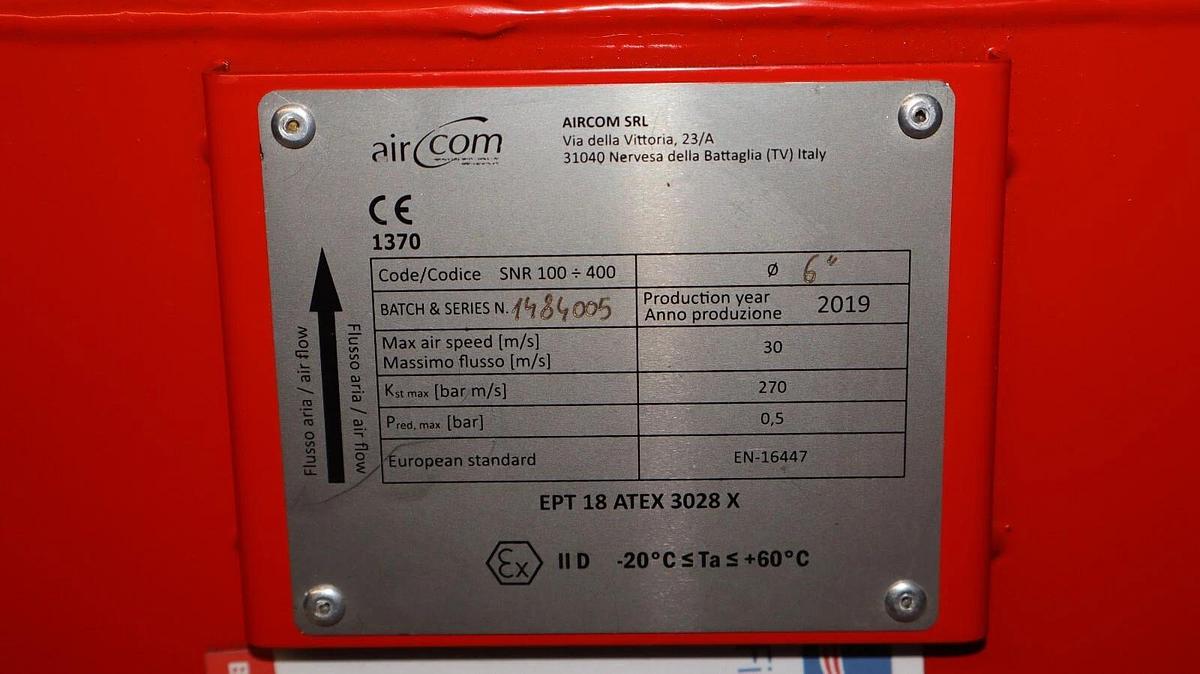 air com
AIRCOM SRL
Via della Vittoria, 23/A
31040 Nervesa della Battaglia (TV) Italy
CE
1370
Flusso aria / air flow
Flusso aria / air flow
Code/Codice SNR 100 ÷ 400
Ø 6"
BATCH & SERIES N. 1484005
Production year
Anno produzione
2019
Max air speed [m/s]
Massimo flusso [m/s]
30
Kst max [bar m/s]
270
Pred, max [bar]
0,5
European standard
EN-16447
EPT 18 ATEX 3028 X
Ex II D -20°C ≤ Ta ≤ +60°C